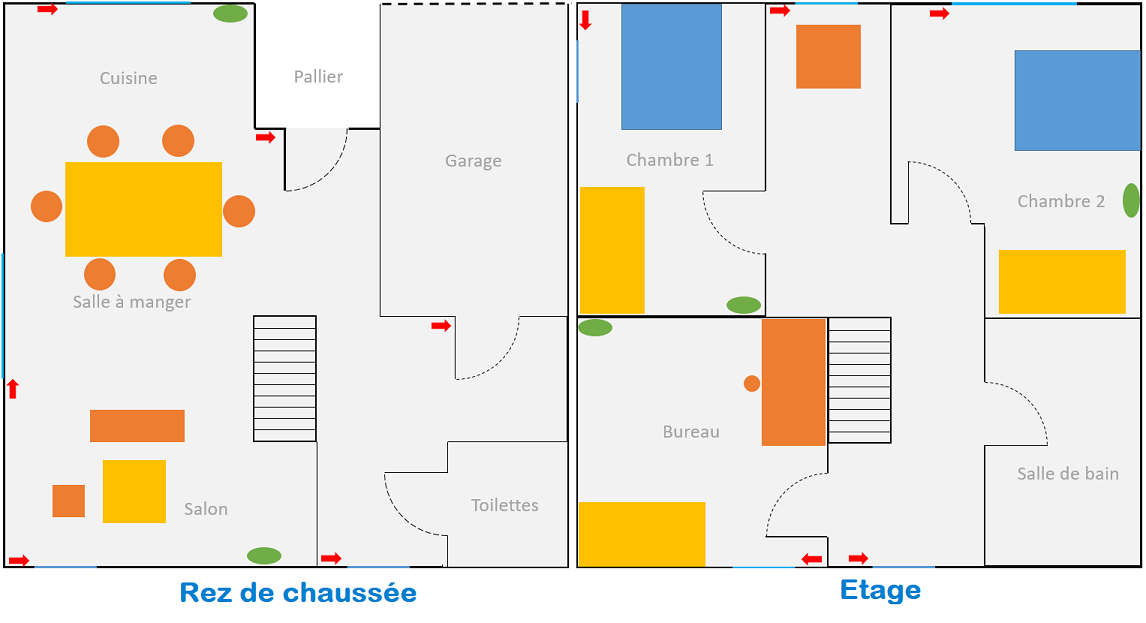 Cuisine
Pallier
Garage
Salle à manger
Salon
Toilettes
Rez de chaussée
Chambre 1
Chambre 2
Bureau
Salle de bain
Etage